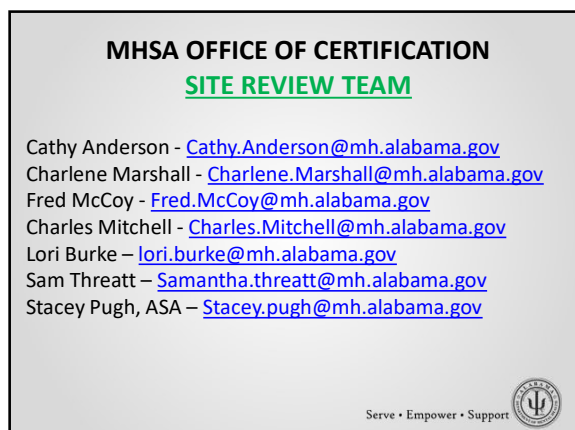 MHSA OFFICE OF CERTIFICATION
SITE REVIEW TEAM
Cathy Anderson - Cathy.Anderson@mh.alabama.gov
Charlene Marshall - Charlene.Marshall@mh.alabama.gov
Fred McCoy - Fred.McCoy@mh.alabama.gov
Charles Mitchell - Charles.Mitchell@mh.alabama.gov
Lori Burke – lori.burke@mh.alabama.gov
Sam Threatt – Samantha.threatt@mh.alabama.gov
Stacey Pugh, ASA – Stacey.pugh@mh.alabama.gov
Serve • Empower • Support